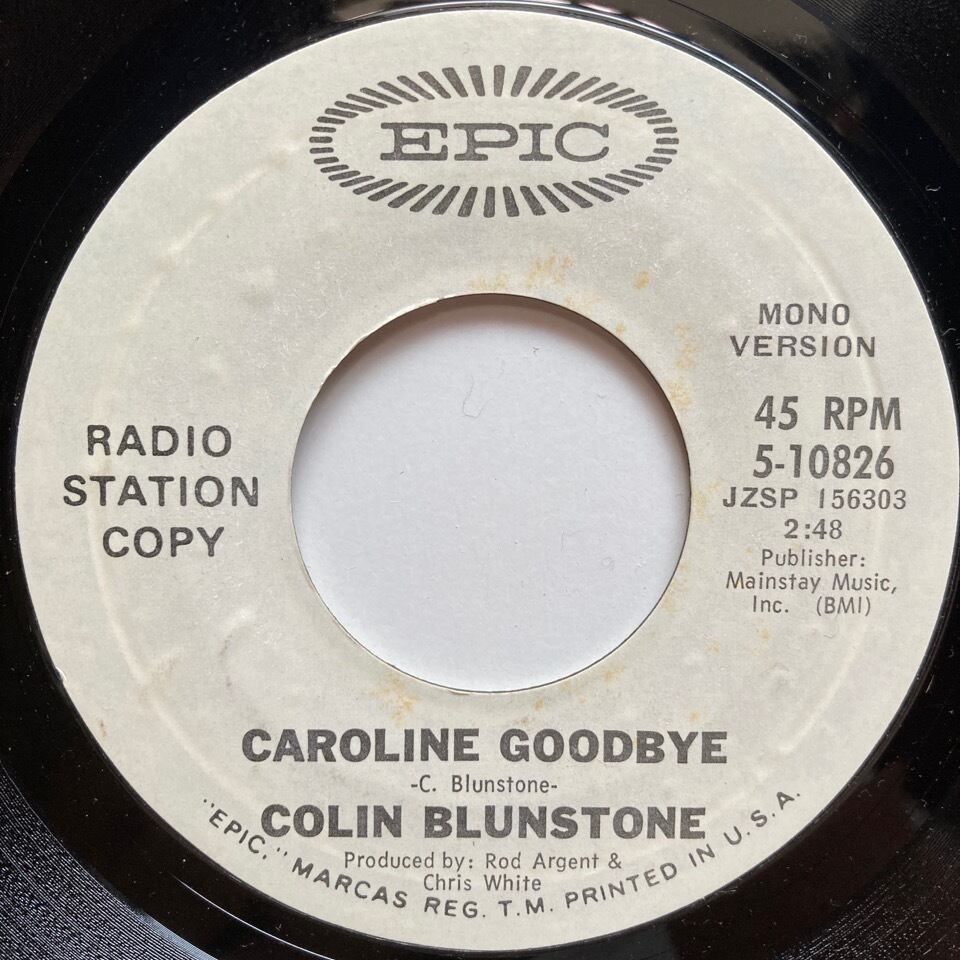 EPIC
MONO
VERSION
RADIO
STATION
COPY
45 RPM
5-10826
JZSP 156303
2:48
Publisher:
Mainstay Music,
Inc. (BMI)
CAROLINE GOODBYE
-C. Blunstone-
COLIN BLUNSTONE
Produced by: Rod Argent &
Chris White
"EPIC," MARCAS REG. T.M. PRINTED IN U.S.A.